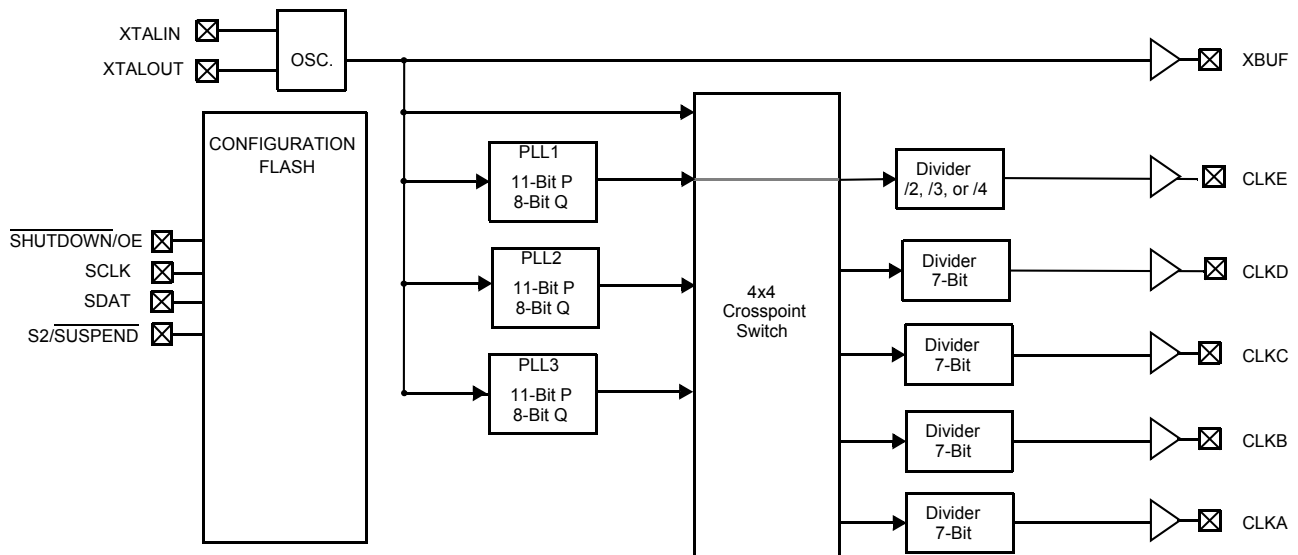 XTALIN
XTALOUT
OSC.
XBUF
CONFIGURATION
FLASH
SHUTDOWN/OE
SCLK
SDAT
S2/SUSPEND
PLL1
11-Bit P
8-Bit Q
PLL2
11-Bit P
8-Bit Q
PLL3
11-Bit P
8-Bit Q
4x4
Crosspoint
Switch
Divider
/2, /3, or /4
CLKE
Divider
7-Bit
CLKD
Divider
7-Bit
CLKC
Divider
7-Bit
CLKB
Divider
7-Bit
CLKA